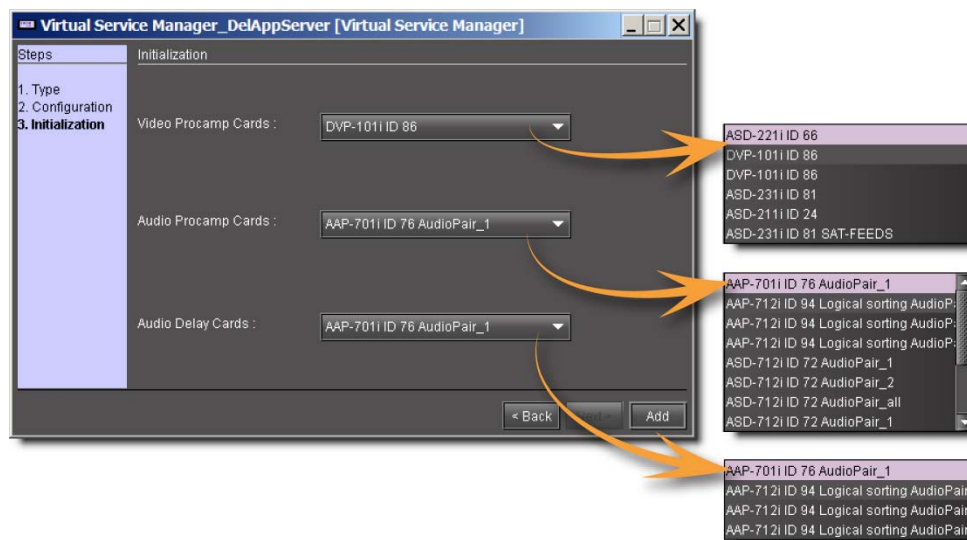 Virtual Service Manager_DelAppServer [Virtual Service Manager]
Steps
Initialization
1. Type
2. Configuration
3. Initialization
Video Procamp Cards :
DVP-101i ID 86
Audio Procamp Cards :
AAP-701i ID 76 AudioPair_1
Audio Delay Cards :
AAP-701i ID 76 AudioPair_1
< Back
Next >
Add
ASD-221i ID 66
DVP-101i ID 86
DVP-101i ID 86
ASD-231i ID 81
ASD-211i ID 24
ASD-231i ID 81 SAT-FEEDS
AAP-701i ID 76 AudioPair_1
AAP-712i ID 94 Logical sorting AudioP
AAP-712i ID 94 Logical sorting AudioP
AAP-712i ID 94 Logical sorting AudioP
ASD-712i ID 72 AudioPair_1
ASD-712i ID 72 AudioPair_2
ASD-712i ID 72 AudioPair_all
ASD-712i ID 72 AudioPair_1
AAP-701i ID 76 AudioPair_1
AAP-712i ID 94 Logical sorting AudioPair
AAP-712i ID 94 Logical sorting AudioPair
AAP-712i ID 94 Logical sorting AudioPair